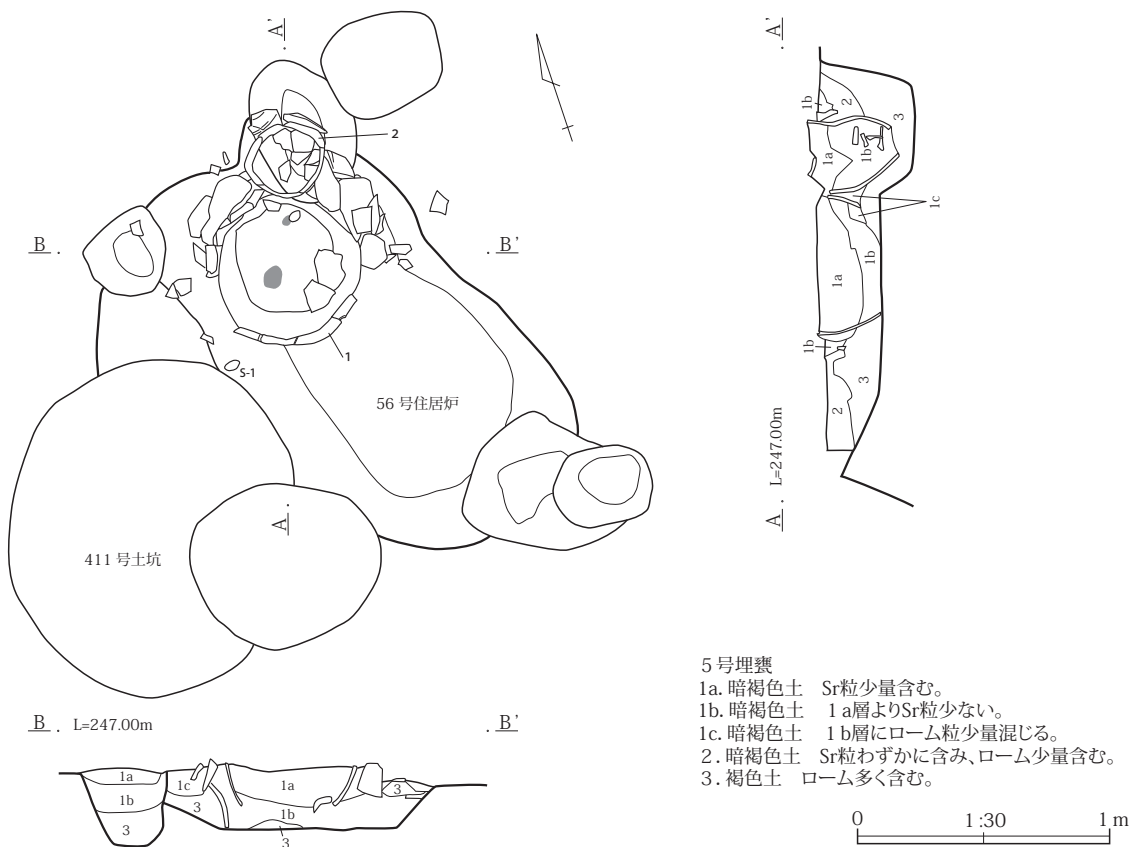 A'
A'
2
1b
2
3
1a
1b
1c
B
B'
1a
1b
1
S-1
1b
3
2
56号住居炉
A L=247.00m
A
411号土坑
5号埋甕
1a. 暗褐色土 Sr粒少量含む。
1b. 暗褐色土 1a層よりSr粒少ない。
1c. 暗褐色土 1b層にローム粒少量混じる。
2. 暗褐色土 Sr粒わずかに含み、ローム少量含む。
3. 褐色土 ローム多く含む。
B L=247.00m
B'
1a
1c
1a
3
1b
3
1b
3
3
0 1:30 1m